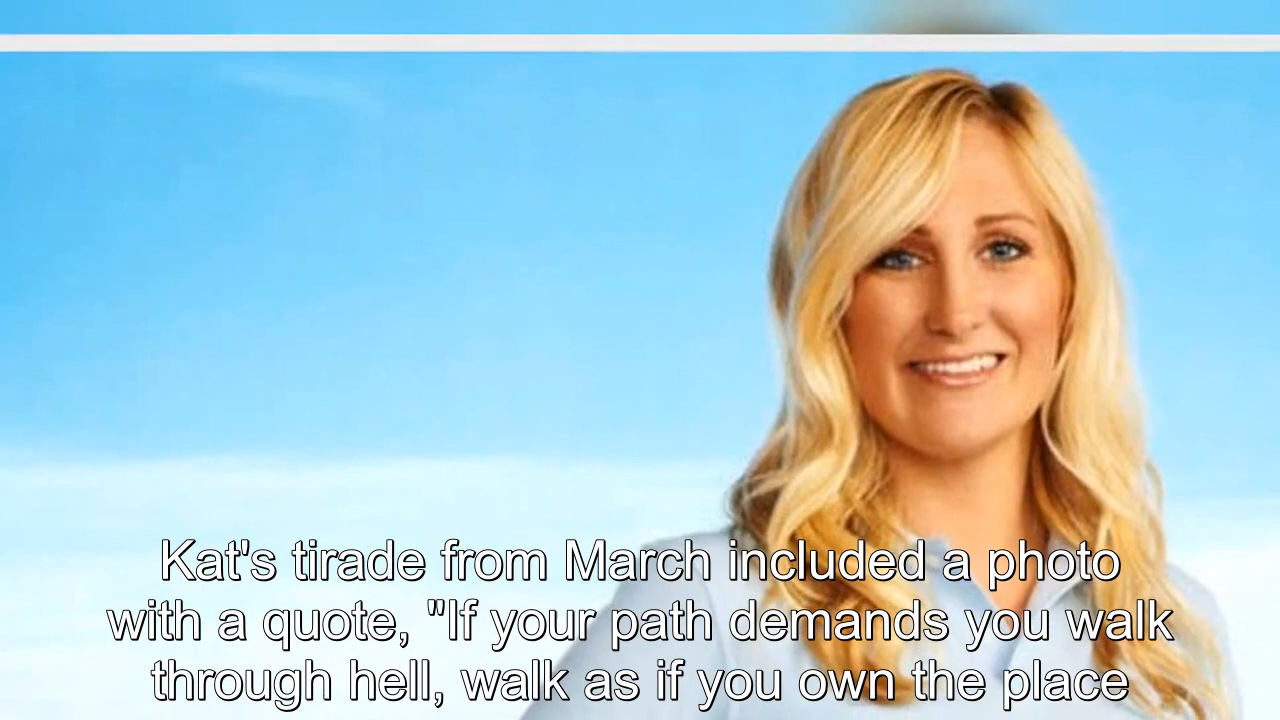 Kat's tirade from March included a photo
with a quote, "If your path demands you walk
through hell, walk as if you own the place